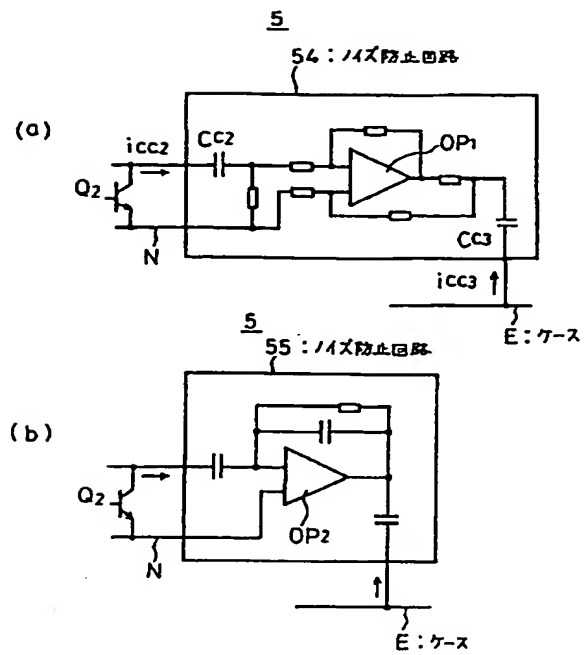 5
54:ノイズ防止回路
(a)
icc2
Cc2
OP1
Q2
N
Cc3
icc3
E:ケース
5
55:ノイズ防止回路
(b)
Q2
OP2
N
E:ケース